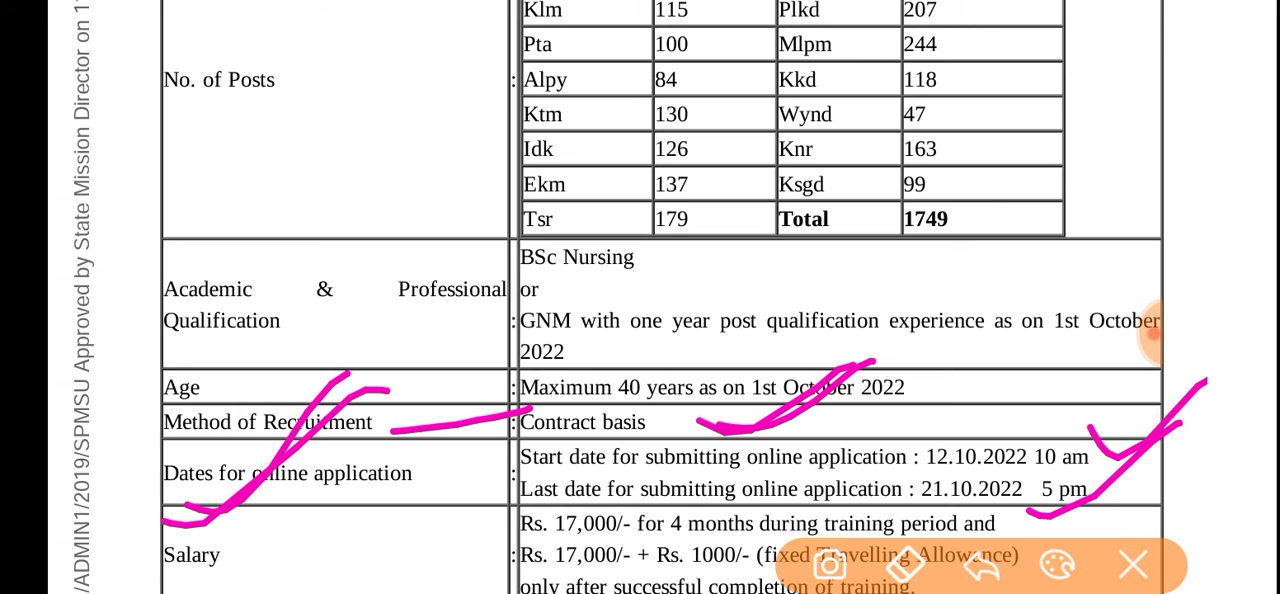 /ADMIN1/2019/SPMSU Approved by State Mission Director on 1
Klm 115 Plkd 207
Pta 100 Mlpm 244
No. of Posts : Alpy 84 Kkd 118
Ktm 130 Wynd 47
Idk 126 Knr 163
Ekm 137 Ksgd 99
Tsr 179 Total 1749
BSc Nursing
Academic & Professional or
Qualification : GNM with one year post qualification experience as on 1st October
2022
Age : Maximum 40 years as on 1st October 2022
Method of Recruitment : Contract basis
Start date for submitting online application : 12.10.2022 10 am
Dates for online application :
Last date for submitting online application : 21.10.2022 5 pm
Rs. 17,000/- for 4 months during training period and
Salary : Rs. 17,000/- + Rs. 1000/- (fixed Travelling Allowance)
only after successful completion of training.